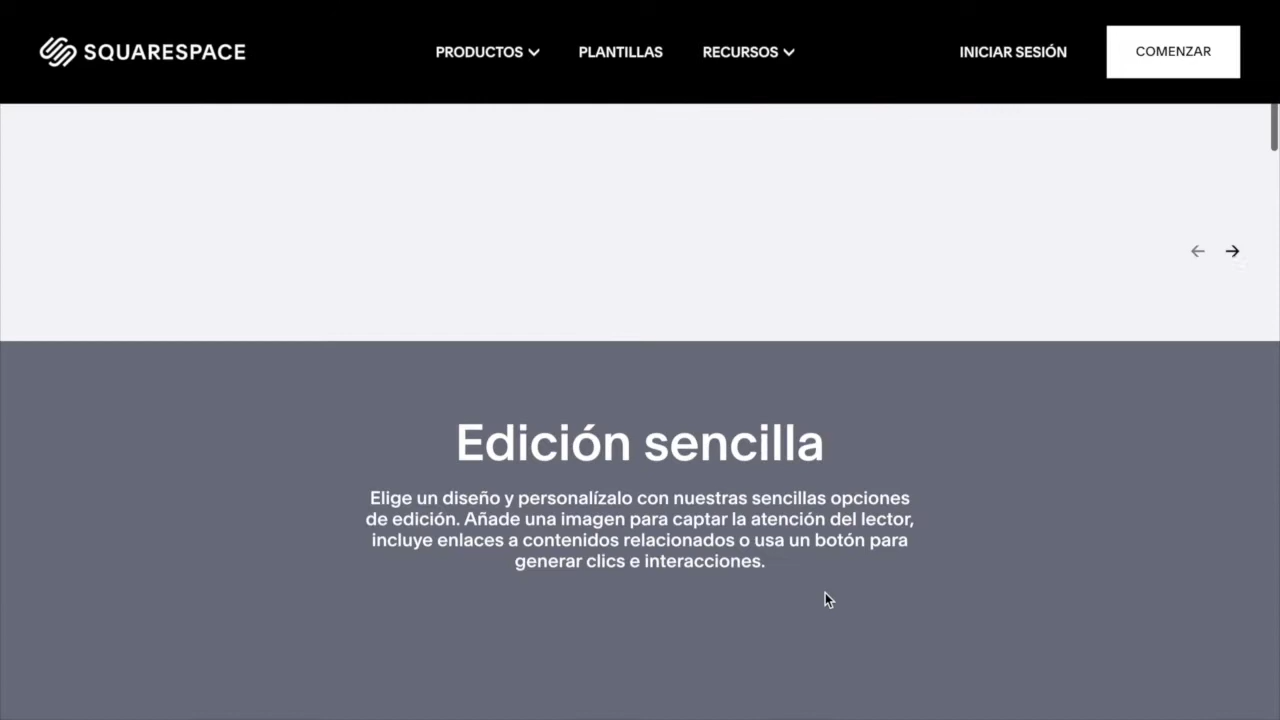 SQUARESPACE
PRODUCTOS
PLANTILLAS
RECURSOS
INICIAR SESIÓN
COMENZAR
Edición sencilla
Elige un diseño y personalízalo con nuestras sencillas opciones
de edición. Añade una imagen para captar la atención del lector,
incluye enlaces a contenidos relacionados o usa un botón para
generar clics e interacciones.